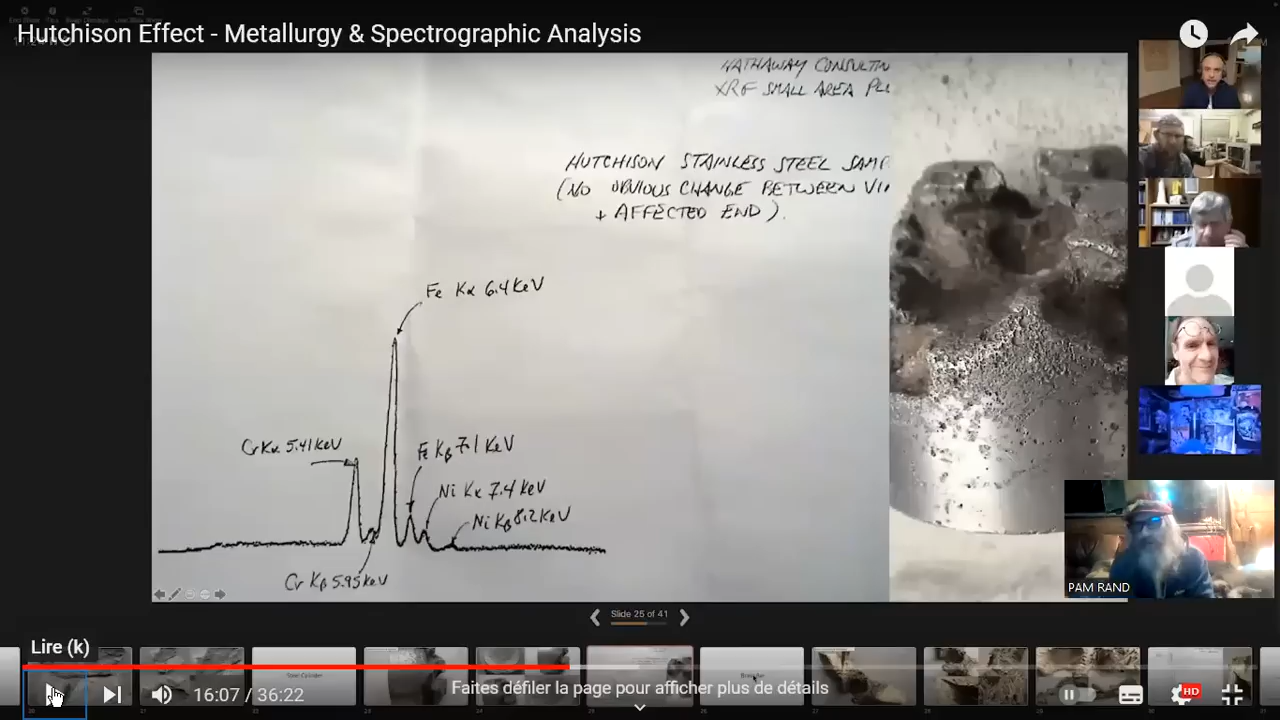 Hutchison Effect - Metallurgy & Spectrographic Analysis
HATHAWAY CONSULTIN
XRF SMALL AREA
HUTCHISON STAINLESS STEEL SAMP
(NO OBVIOUS CHANGE BETWEEN
+ AFFECTED END).
Fe Kα 6.4 KeV
Cr Kα 5.41 KeV
Fe Kβ 7.1 KeV
Ni Kα 7.4 KeV
Ni Kβ 8.2 KeV
Cr Kβ 5.95 KeV
PAM RAND
Slide 25 of 41
Lire (k)
16:07 / 36:22
Faites défiler la page pour afficher plus de détails
HD